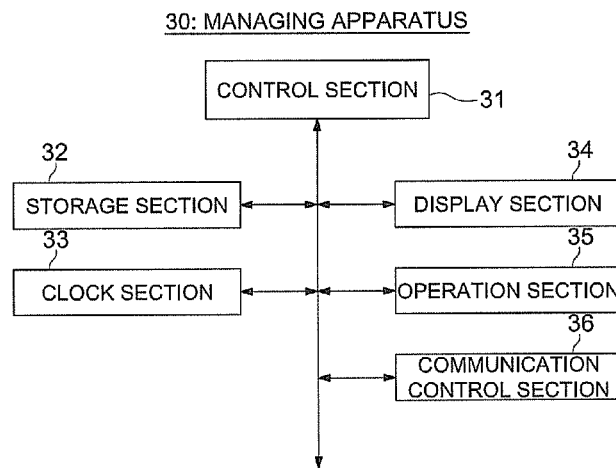 30: MANAGING APPARATUS
CONTROL SECTION
31
32
STORAGE SECTION
34
DISPLAY SECTION
33
CLOCK SECTION
35
OPERATION SECTION
36
COMMUNICATION
CONTROL SECTION